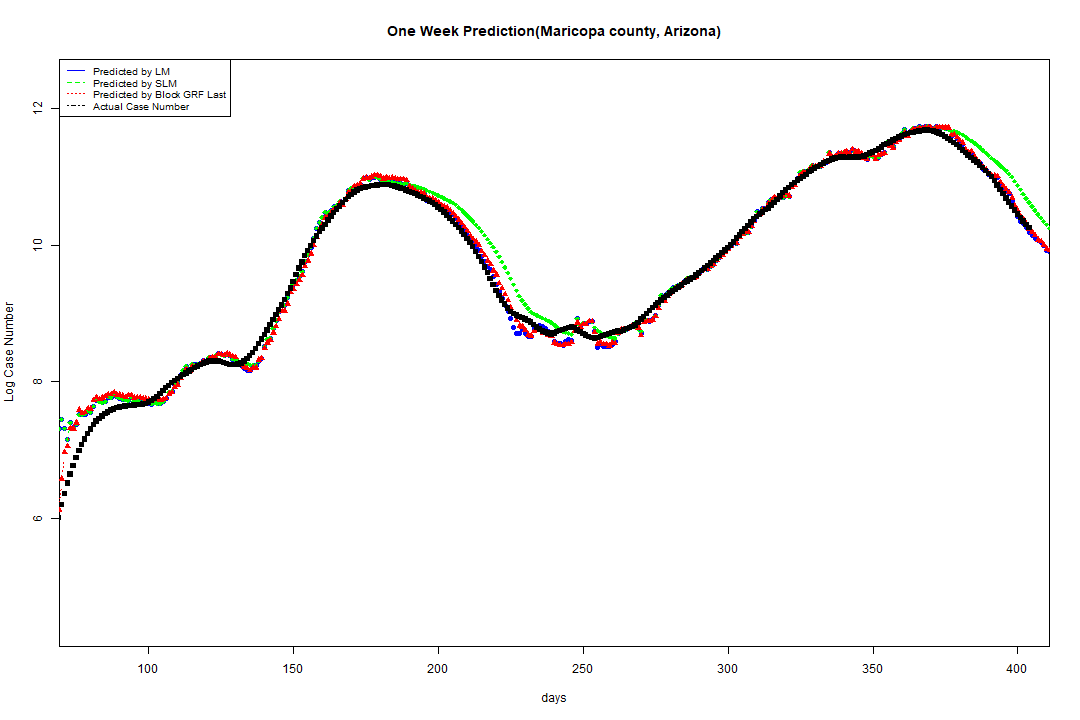 One Week Prediction(Maricopa county, Arizona)
Predicted by LM
Predicted by SLM
Predicted by Block GRF Last
Actual Case Number
12
10
8
6
Log Case Number
100 150 200 250 300 350 400
days